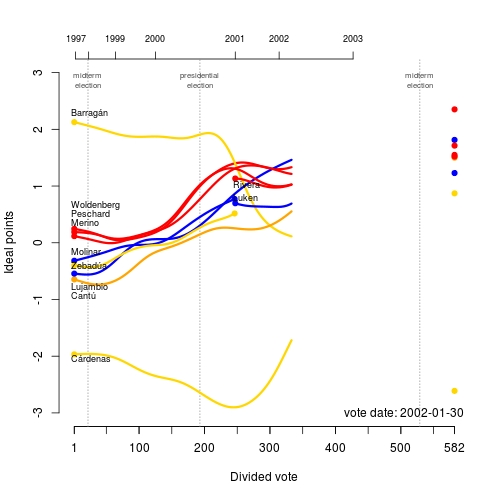 1997 1999 2000 2001 2002 2003
midterm
election
presidential
election
midterm
election
Barragán
Rivera
Luken
Woldenberg
Peschard
Merino
Molinar
Zebadúa
Lujambio
Cantú
Cárdenas
3
2
1
0
-1
-2
-3
Ideal points
vote date: 2002-01-30
1 100 200 300 400 500 582
Divided vote